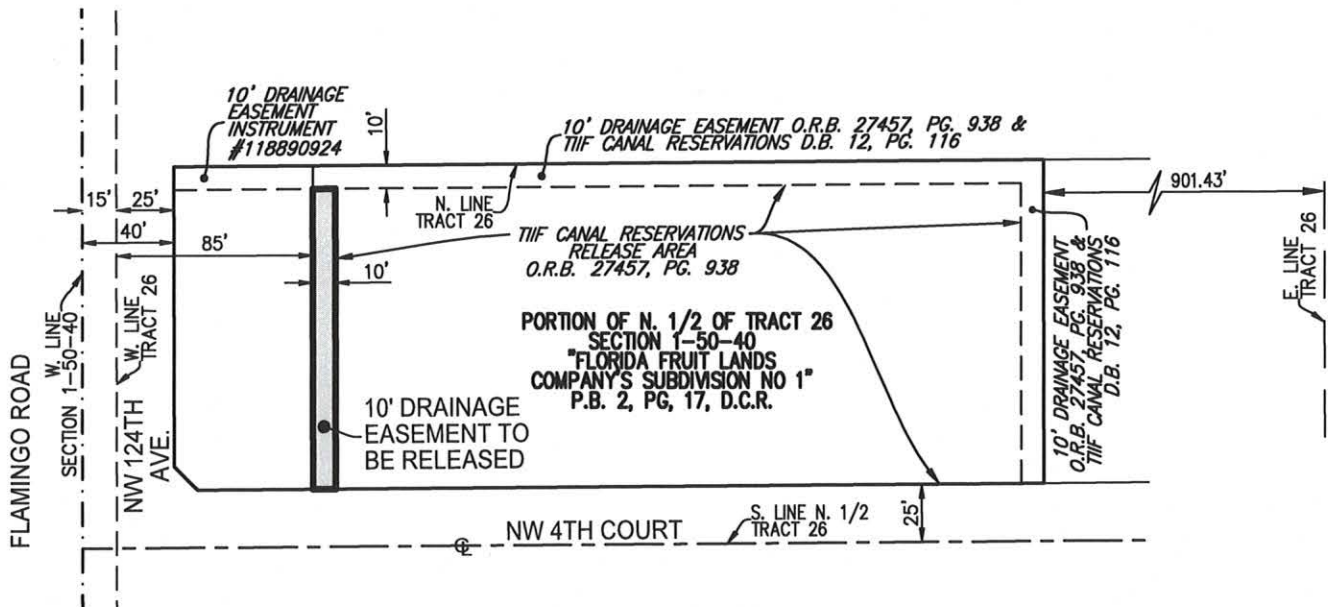 10' DRAINAGE
EASEMENT
INSTRUMENT
#118890924
10'
10' DRAINAGE EASEMENT O.R.B. 27457, PG. 938 &
TIIF CANAL RESERVATIONS D.B. 12, PG. 116
15'
25'
40'
85'
N. LINE
TRACT 26
901.43'
TIIF CANAL RESERVATIONS
RELEASE AREA
O.R.B. 27457, PG. 938
10'
PORTION OF N. 1/2 OF TRACT 26
SECTION 1-50-40
"FLORIDA FRUIT LANDS
COMPANY'S SUBDIVISION NO 1"
P.B. 2, PG, 17, D.C.R.
10' DRAINAGE
EASEMENT TO
BE RELEASED
10' DRAINAGE EASEMENT
O.R.B. 27457, PG. 938 &
TIIF CANAL RESERVATIONS
D.B. 12, PG. 116
E. LINE
TRACT 26
FLAMINGO ROAD
W. LINE
SECTION 1-50-40
W. LINE
TRACT 26
NW 124TH
AVE.
NW 4TH COURT
S. LINE N. 1/2
TRACT 26
25'
℄